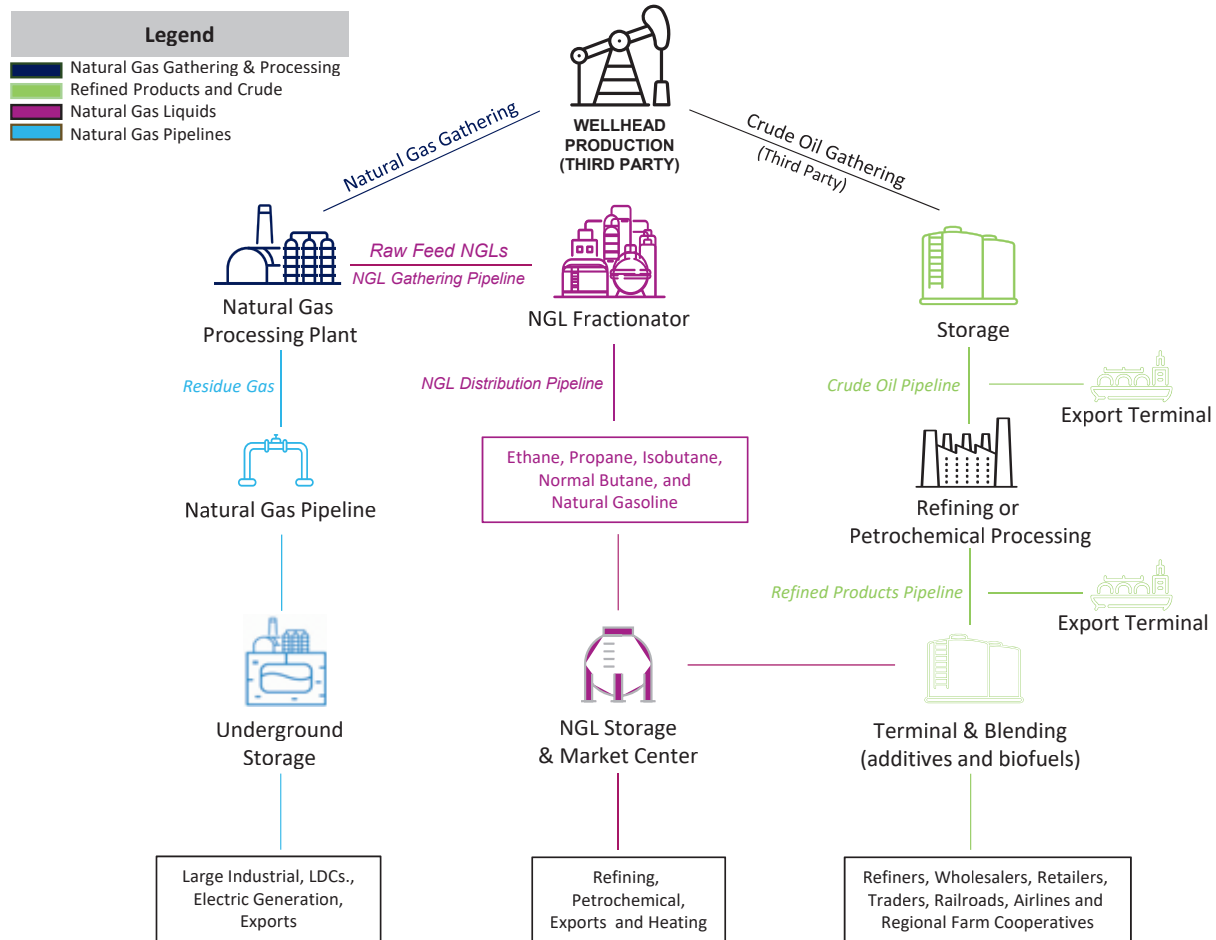 Legend
Natural Gas Gathering & Processing
Refined Products and Crude
Natural Gas Liquids
Natural Gas Pipelines
WELLHEAD
PRODUCTION
(THIRD PARTY)
Natural Gas Gathering
Crude Oil Gathering
(Third Party)
Raw Feed NGLs
NGL Gathering Pipeline
Natural Gas
Processing Plant
NGL Fractionator
Storage
Residue Gas
NGL Distribution Pipeline
Crude Oil Pipeline
Export Terminal
Natural Gas Pipeline
Ethane, Propane, Isobutane,
Normal Butane, and
Natural Gasoline
Refining or
Petrochemical Processing
Refined Products Pipeline
Export Terminal
Underground
Storage
NGL Storage
& Market Center
Terminal & Blending
(additives and biofuels)
Large Industrial, LDCs.,
Electric Generation,
Exports
Refining,
Petrochemical,
Exports and Heating
Refiners, Wholesalers, Retailers,
Traders, Railroads, Airlines and
Regional Farm Cooperatives